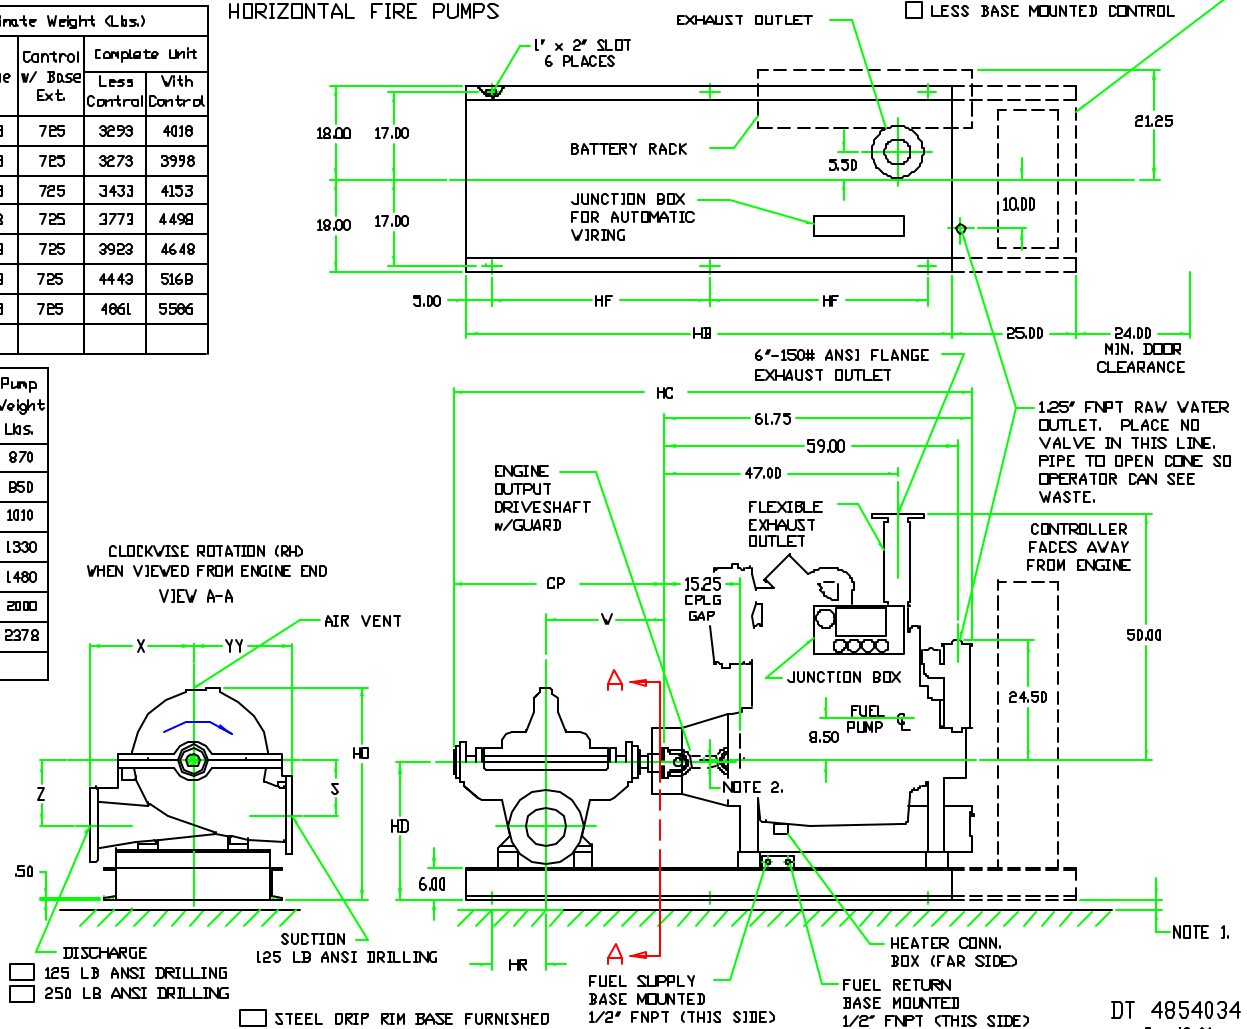 HORIZONTAL FIRE PUMPS
LESS BASE MOUNTED CONTROL
Weight (Lbs.)
Control
w/ Base
Ext.
Complete Unit
Less
Control
With
Control
725 3293 4018
725 3273 3998
725 3433 4153
725 3773 4498
725 3923 4648
725 4443 5168
725 4861 5586
Pump
Weight
Lbs.
870
850
1010
1330
1480
2000
2378
EXHAUST OUTLET
1" x 2" SLOT
6 PLACES
18.00
17.00
BATTERY RACK
5.50
21.25
JUNCTION BOX
FOR AUTOMATIC
WIRING
18.00
17.00
10.00
5.00
HF
HF
HB
25.00
24.00
MIN. DOOR
CLEARANCE
6"-150# ANSI FLANGE
EXHAUST OUTLET
HC
61.75
59.00
47.00
1.25" FNPT RAW WATER
OUTLET. PLACE NO
VALVE IN THIS LINE.
PIPE TO OPEN CONE SO
OPERATOR CAN SEE
WASTE.
ENGINE
OUTPUT
DRIVESHAFT
w/GUARD
FLEXIBLE
EXHAUST
OUTLET
CONTROLLER
FACES AWAY
FROM ENGINE
CLOCKWISE ROTATION (RH)
WHEN VIEWED FROM ENGINE END
VIEW A-A
CP
15.25
CPLG
GAP
W
AIR VENT
X
YY
50.00
A
JUNCTION BOX
24.50
FUEL
PUMP
8.50
HO
Z
S
NOTE 2.
HD
.50
6.00
NOTE 1.
DISCHARGE
125 LB ANSI DRILLING
250 LB ANSI DRILLING
SUCTION
125 LB ANSI DRILLING
A
HR
HEATER CONN.
BOX (FAR SIDE)
FUEL SUPPLY
BASE MOUNTED
1/2" FNPT (THIS SIDE)
FUEL RETURN
BASE MOUNTED
1/2" FNPT (THIS SIDE)
STEEL DRIP RIM BASE FURNISHED
DT 4854034